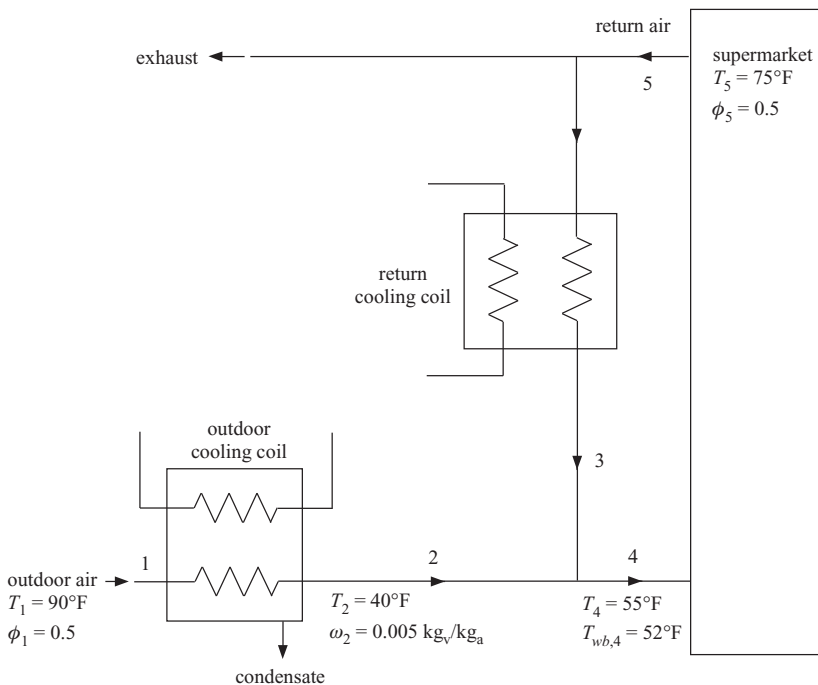 return air
exhaust
5
supermarket
T₅ = 75°F
ϕ₅ = 0.5
return
cooling coil
outdoor
cooling coil
3
1
2
4
outdoor air
T₁ = 90°F
ϕ₁ = 0.5
T₂ = 40°F
ω₂ = 0.005 kgᵥ/kgₐ
T₄ = 55°F
T_wb,4 = 52°F
condensate